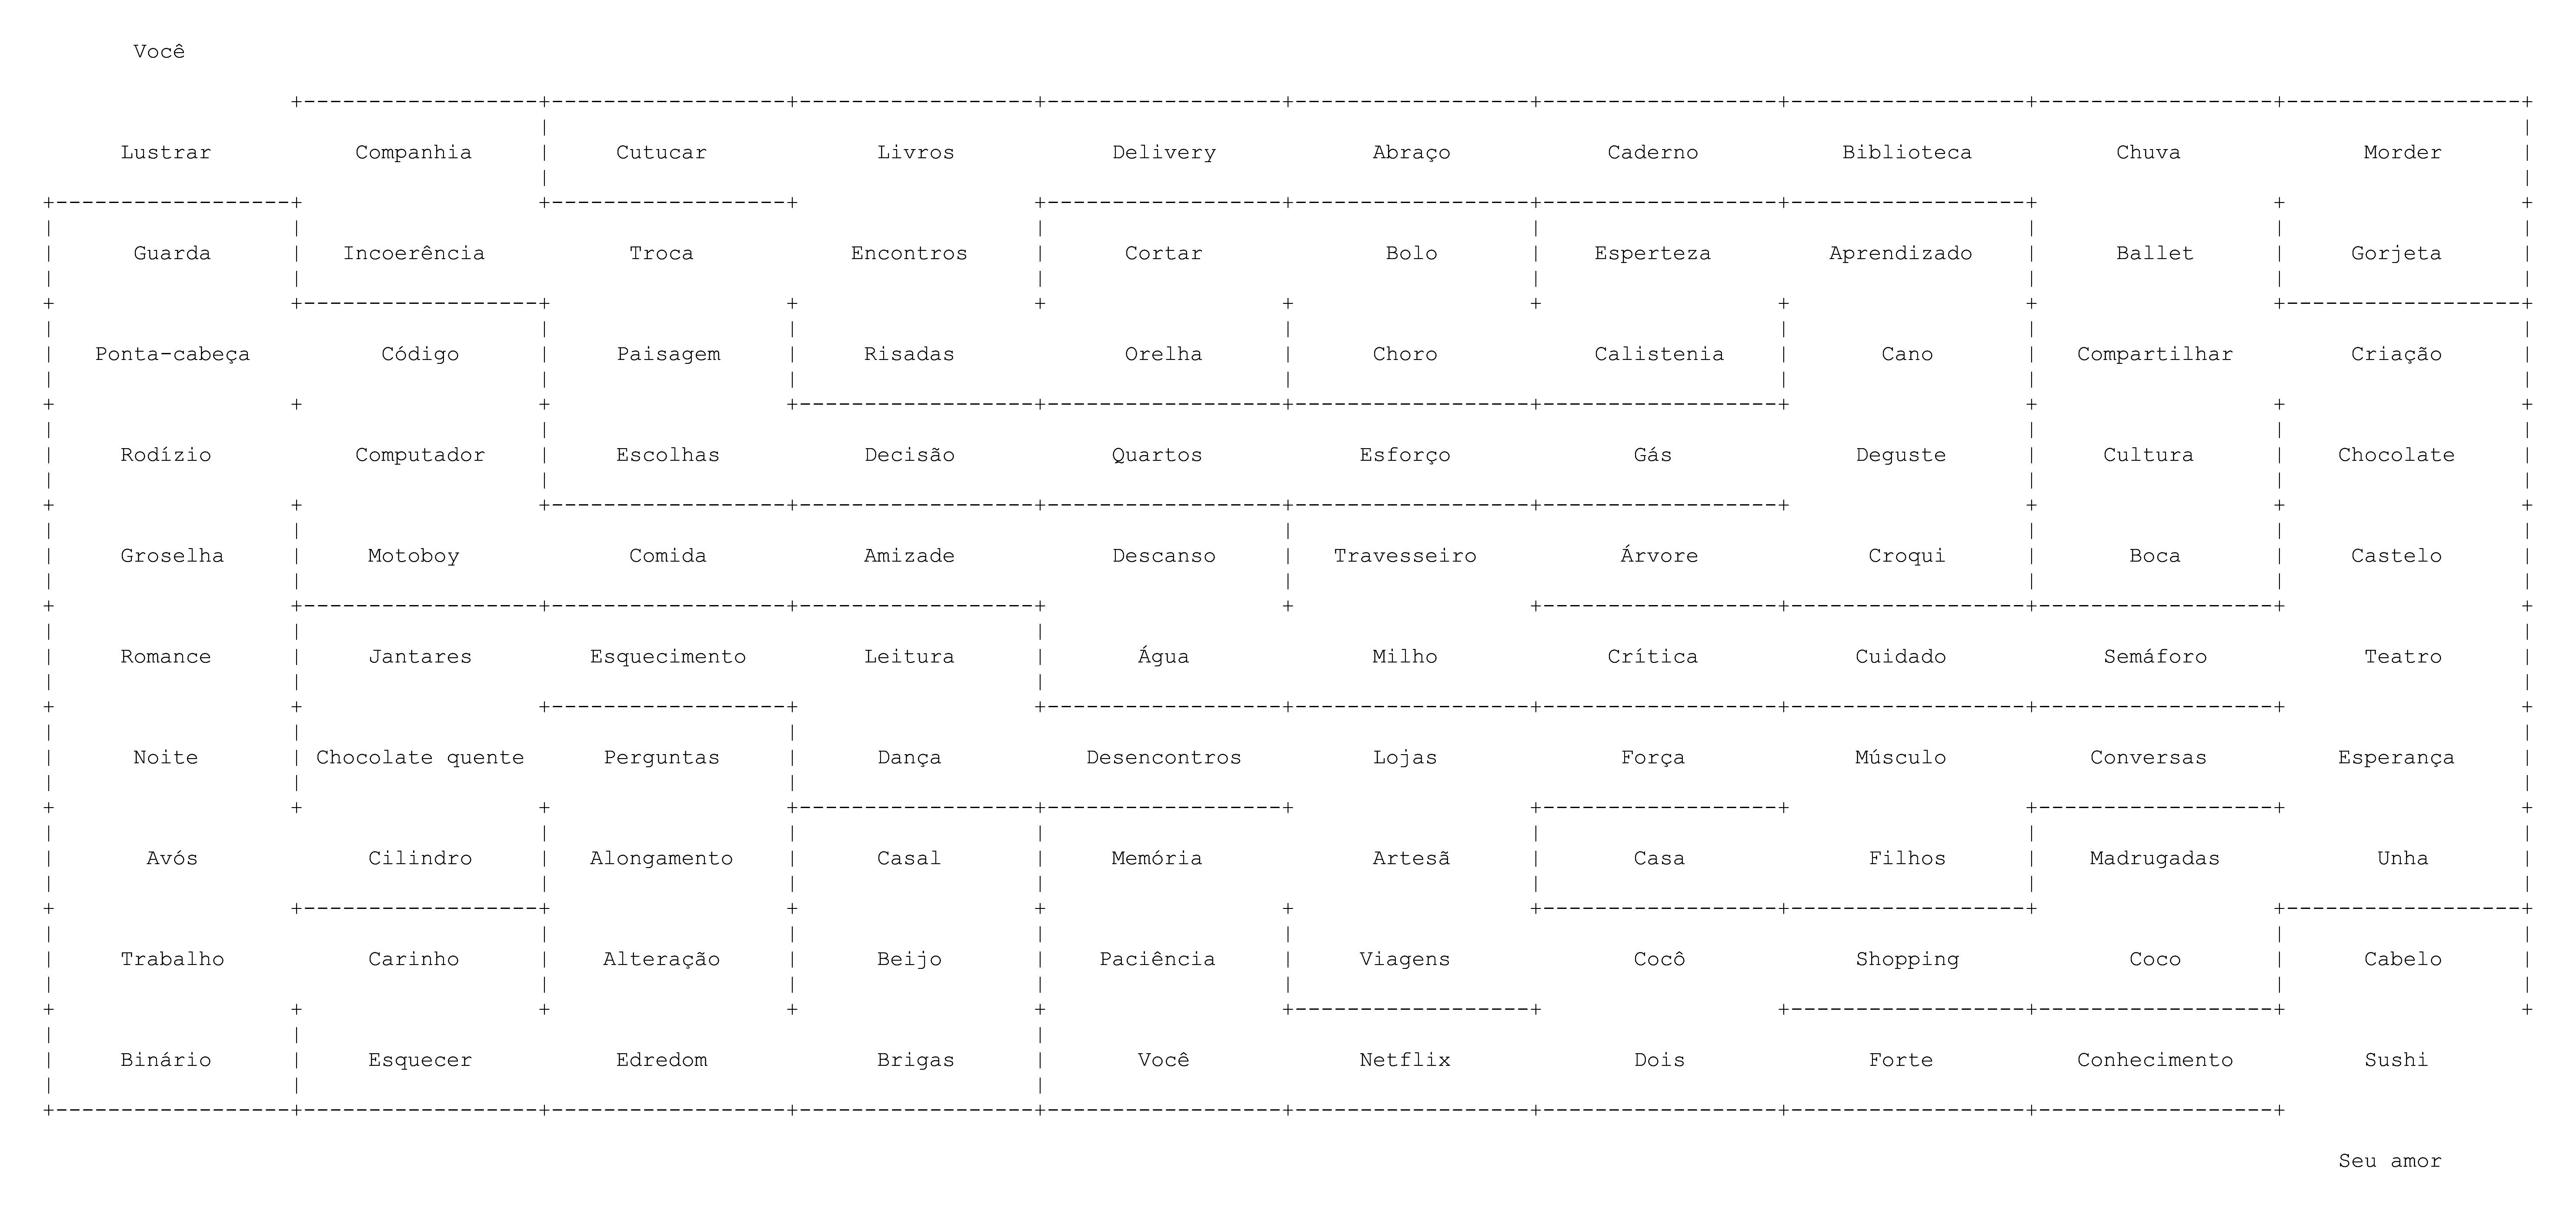 Você
Lustrar Companhia Cutucar Livros Delivery Abraço Caderno Biblioteca Chuva Morder
Guarda Incoerência Troca Encontros Cortar Bolo Esperteza Aprendizado Ballet Gorjeta
Ponta-cabeça Código Paisagem Risadas Orelha Choro Calistenia Cano Compartilhar Criação
Rodízio Computador Escolhas Decisão Quartos Esforço Gás Deguste Cultura Chocolate
Groselha Motoboy Comida Amizade Descanso Travesseiro Árvore Croqui Boca Castelo
Romance Jantares Esquecimento Leitura Água Milho Crítica Cuidado Semáforo Teatro
Noite Chocolate quente Perguntas Dança Desencontros Lojas Força Músculo Conversas Esperança
Avós Cilindro Alongamento Casal Memória Artesã Casa Filhos Madrugadas Unha
Trabalho Carinho Alteração Beijo Paciência Viagens Cocô Shopping Coco Cabelo
Binário Esquecer Edredom Brigas Você Netflix Dois Forte Conhecimento Sushi
Seu amor